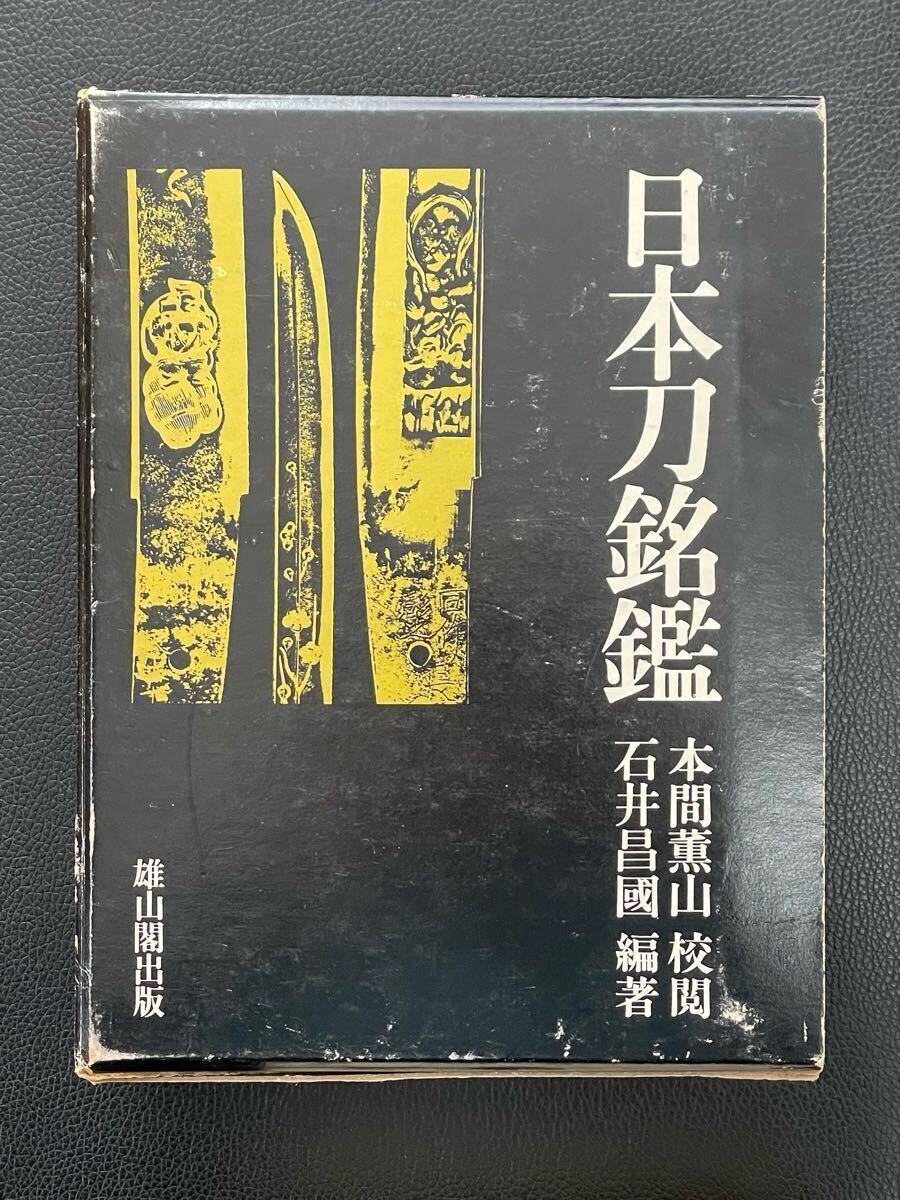 日本刀銘鑑
本間薫山 校閲
石井昌國 編著
雄山閣出版